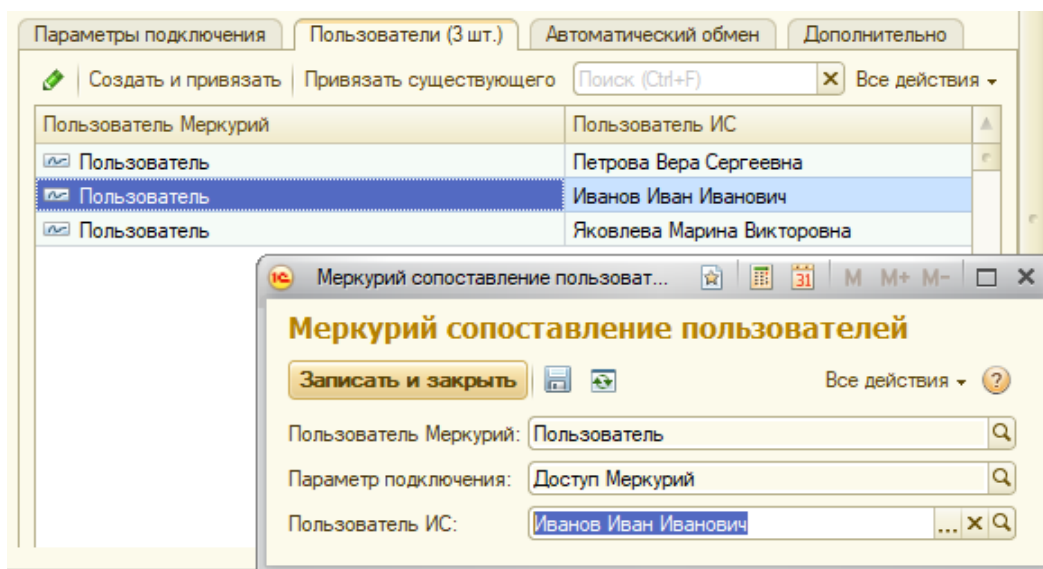 Параметры подключения Пользователи (3 шт.) Автоматический обмен Дополнительно
Создать и привязать Привязать существующего Поиск (Ctrl+F) Все действия
Пользователь Меркурий Пользователь ИС
Пользователь Петрова Вера Сергеевна
Пользователь Иванов Иван Иванович
Пользователь Яковлева Марина Викторовна
1С Меркурий сопоставление пользоват... 31 M M+ M-
Меркурий сопоставление пользователей
Записать и закрыть Все действия ?
Пользователь Меркурий: Пользователь
Параметр подключения: Доступ Меркурий
Пользователь ИС: Иванов Иван Иванович ...